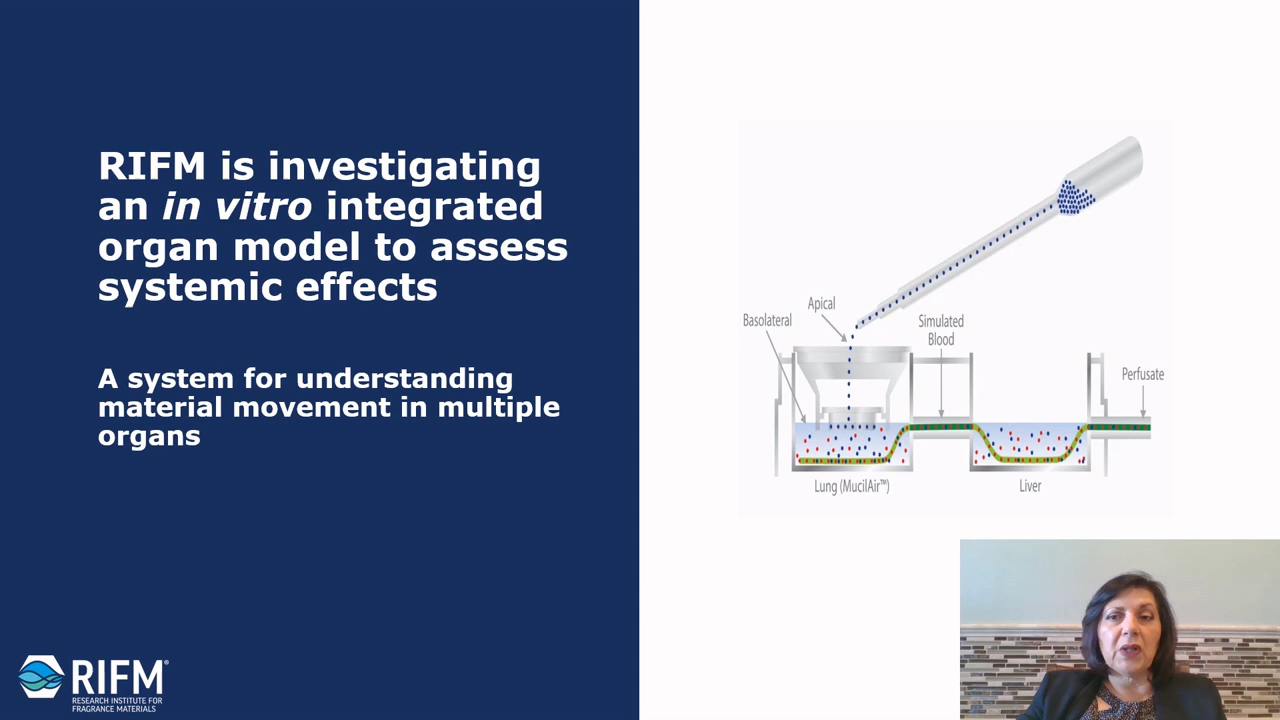 RIFM is investigating
an in vitro integrated
organ model to assess
systemic effects
A system for understanding
material movement in multiple
organs
Apical
Basolateral
Simulated
Blood
Perfusate
Lung (MucilAir™)
Liver
RIFM®
RESEARCH INSTITUTE FOR
FRAGRANCE MATERIALS